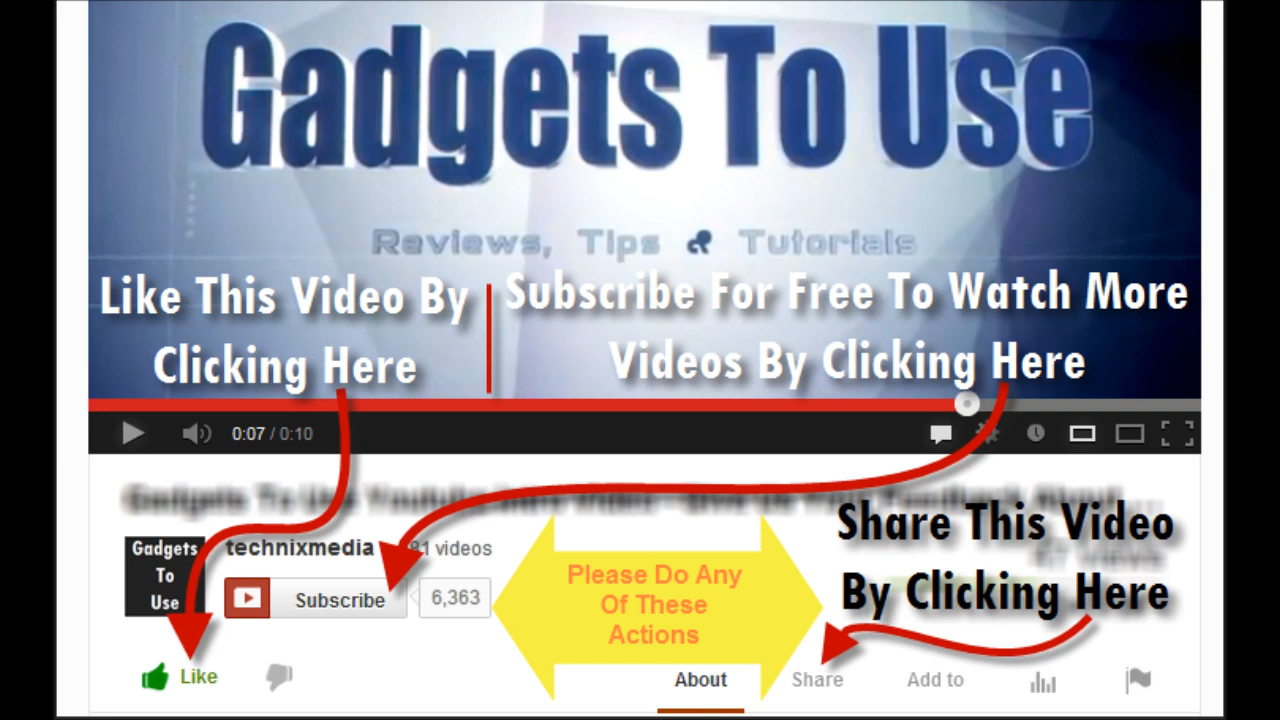 Gadgets To Use
Reviews, Tips & Tutorials
Like This Video By
Clicking Here
Subscribe For Free To Watch More
Videos By Clicking Here
0:07 / 0:10
Share This Video
By Clicking Here
Gadgets
To
Use
technixmedia
81 videos
Subscribe
6,363
Please Do Any
Of These
Actions
Like
About
Share
Add to